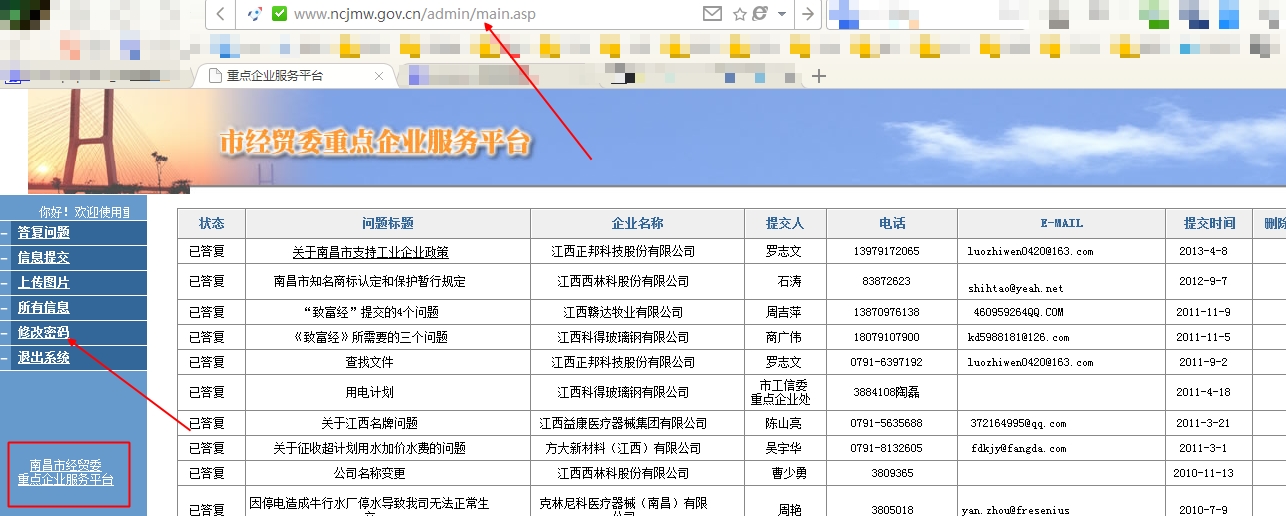 www.ncjmw.gov.cn/admin/main.asp
重点企业服务平台
市经贸委重点企业服务平台
你好！欢迎使用
答复问题
信息提交
上传图片
所有信息
修改密码
退出系统
南昌市经贸委
重点企业服务平台
状态 问题标题 企业名称 提交人 电话 E-MAIL 提交时间 删除
已答复 关于南昌市支持工业企业政策 江西正邦科技股份有限公司 罗志文 13979172065 luozhiwen0420@163.com 2013-4-8
已答复 南昌市知名商标认定和保护暂行规定 江西西林科股份有限公司 石涛 83872623 shihtao@yeah.net 2012-9-7
已答复 “致富经”提交的4个问题 江西赣达牧业有限公司 周吉萍 13870976138 460959264QQ.COM 2011-11-9
已答复 《致富经》所需要的三个问题 江西科得玻璃钢有限公司 商广伟 18079107900 kd5988181@126.com 2011-11-5
已答复 查找文件 江西正邦科技股份有限公司 罗志文 0791-6397192 luozhiwen0420@163.com 2011-9-2
已答复 用电计划 江西科得玻璃钢有限公司 市工信委
重点企业处 3884108陶磊 2011-4-18
已答复 关于江西名牌问题 江西益康医疗器械集团有限公司 陈山亮 0791-5635688 372164995@qq.com 2011-3-21
已答复 关于征收超计划用水加价水费的问题 方大新材料（江西）有限公司 吴宇华 0791-8132605 fdkjy@fangda.com 2011-3-1
已答复 公司名称变更 江西西林科股份有限公司 曹少勇 3809365 2010-11-13
已答复 因停电造成牛行水厂停水导致我司无法正常生 克林尼科医疗器械（南昌）有限 周艳 3805018 yan.zhou@fresenius 2010-7-9